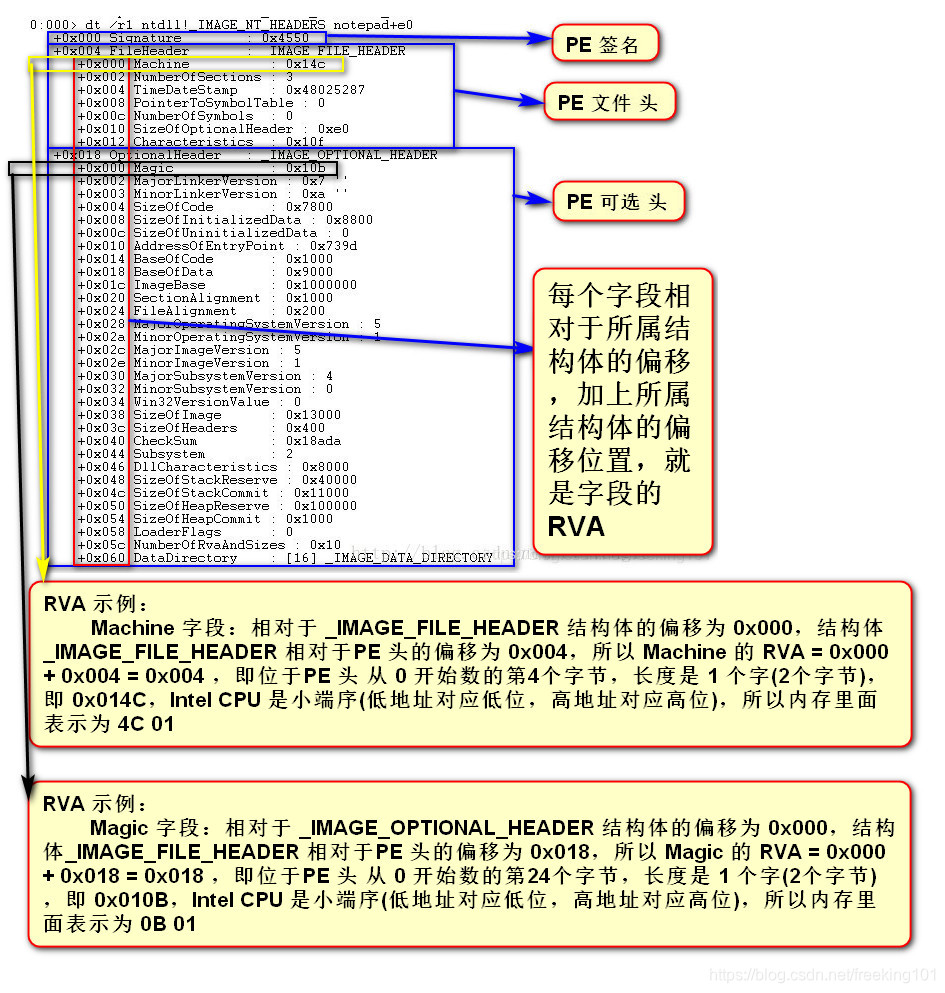 0:000> dt /r1 ntdll!_IMAGE_NT_HEADERS notepad+e0
+0x000 Signature : 0x4550
+0x004 FileHeader : _IMAGE_FILE_HEADER
+0x000 Machine : 0x14c
+0x002 NumberOfSections : 3
+0x004 TimeDateStamp : 0x48025287
+0x008 PointerToSymbolTable : 0
+0x00c NumberOfSymbols : 0
+0x010 SizeOfOptionalHeader : 0xe0
+0x012 Characteristics : 0x10f
+0x018 OptionalHeader : _IMAGE_OPTIONAL_HEADER
+0x000 Magic : 0x10b
+0x002 MajorLinkerVersion : 0x7 ''
+0x003 MinorLinkerVersion : 0xa ''
+0x004 SizeOfCode : 0x7800
+0x008 SizeOfInitializedData : 0x8800
+0x00c SizeOfUninitializedData : 0
+0x010 AddressOfEntryPoint : 0x739d
+0x014 BaseOfCode : 0x1000
+0x018 BaseOfData : 0x9000
+0x01c ImageBase : 0x1000000
+0x020 SectionAlignment : 0x1000
+0x024 FileAlignment : 0x200
+0x028 MajorOperatingSystemVersion : 5
+0x02a MinorOperatingSystemVersion : 1
+0x02c MajorImageVersion : 5
+0x02e MinorImageVersion : 1
+0x030 MajorSubsystemVersion : 4
+0x032 MinorSubsystemVersion : 0
+0x034 Win32VersionValue : 0
+0x038 SizeOfImage : 0x13000
+0x03c SizeOfHeaders : 0x400
+0x040 CheckSum : 0x18ada
+0x044 Subsystem : 2
+0x046 DllCharacteristics : 0x8000
+0x048 SizeOfStackReserve : 0x40000
+0x04c SizeOfStackCommit : 0x11000
+0x050 SizeOfHeapReserve : 0x100000
+0x054 SizeOfHeapCommit : 0x1000
+0x058 LoaderFlags : 0
+0x05c NumberOfRvaAndSizes : 0x10
+0x060 DataDirectory : [16] _IMAGE_DATA_DIRECTORY
PE 签名
PE 文件 头
PE 可选 头
每个字段相
对于所属结
构体的偏移
，加上所属
结构体的偏
移位置，就
是字段的
RVA
RVA 示例：
Machine 字段：相对于 _IMAGE_FILE_HEADER 结构体的偏移为 0x000，结构体
_IMAGE_FILE_HEADER 相对于PE 头的偏移为 0x004，所以 Machine 的 RVA = 0x000
+ 0x004 = 0x004 ，即位于PE 头 从 0 开始数的第4个字节，长度是 1 个字(2个字节)，
即 0x014C，Intel CPU 是小端序(低地址对应低位，高地址对应高位)，所以内存里面
表示为 4C 01
RVA 示例：
Magic 字段：相对于 _IMAGE_OPTIONAL_HEADER 结构体的偏移为 0x000，结构
体_IMAGE_FILE_HEADER 相对于PE 头的偏移为 0x018，所以 Magic 的 RVA = 0x000
+ 0x018 = 0x018 ，即位于PE 头 从 0 开始数的第24个字节，长度是 1 个字(2个字节)
，即 0x010B，Intel CPU 是小端序(低地址对应低位，高地址对应高位)，所以内存里
面表示为 0B 01
https://blog.csdn.net/freeking101